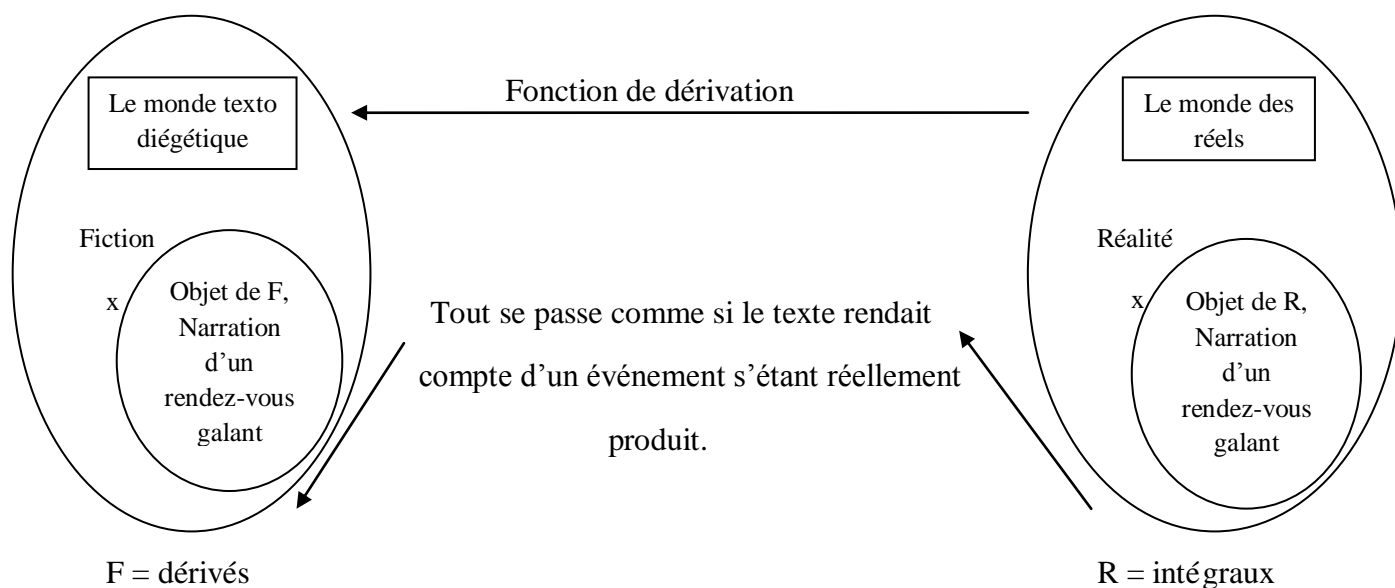 Le monde texto
diégétique
Fonction de dérivation
Le monde des
réels
Fiction
x
Objet de F,
Narration
d’un
rendez-vous
galant
Tout se passe comme si le texte rendait
compte d’un événement s’étant réellement
produit.
Réalité
x
Objet de R,
Narration
d’un
rendez-vous
galant
F = dérivés
R = intégraux